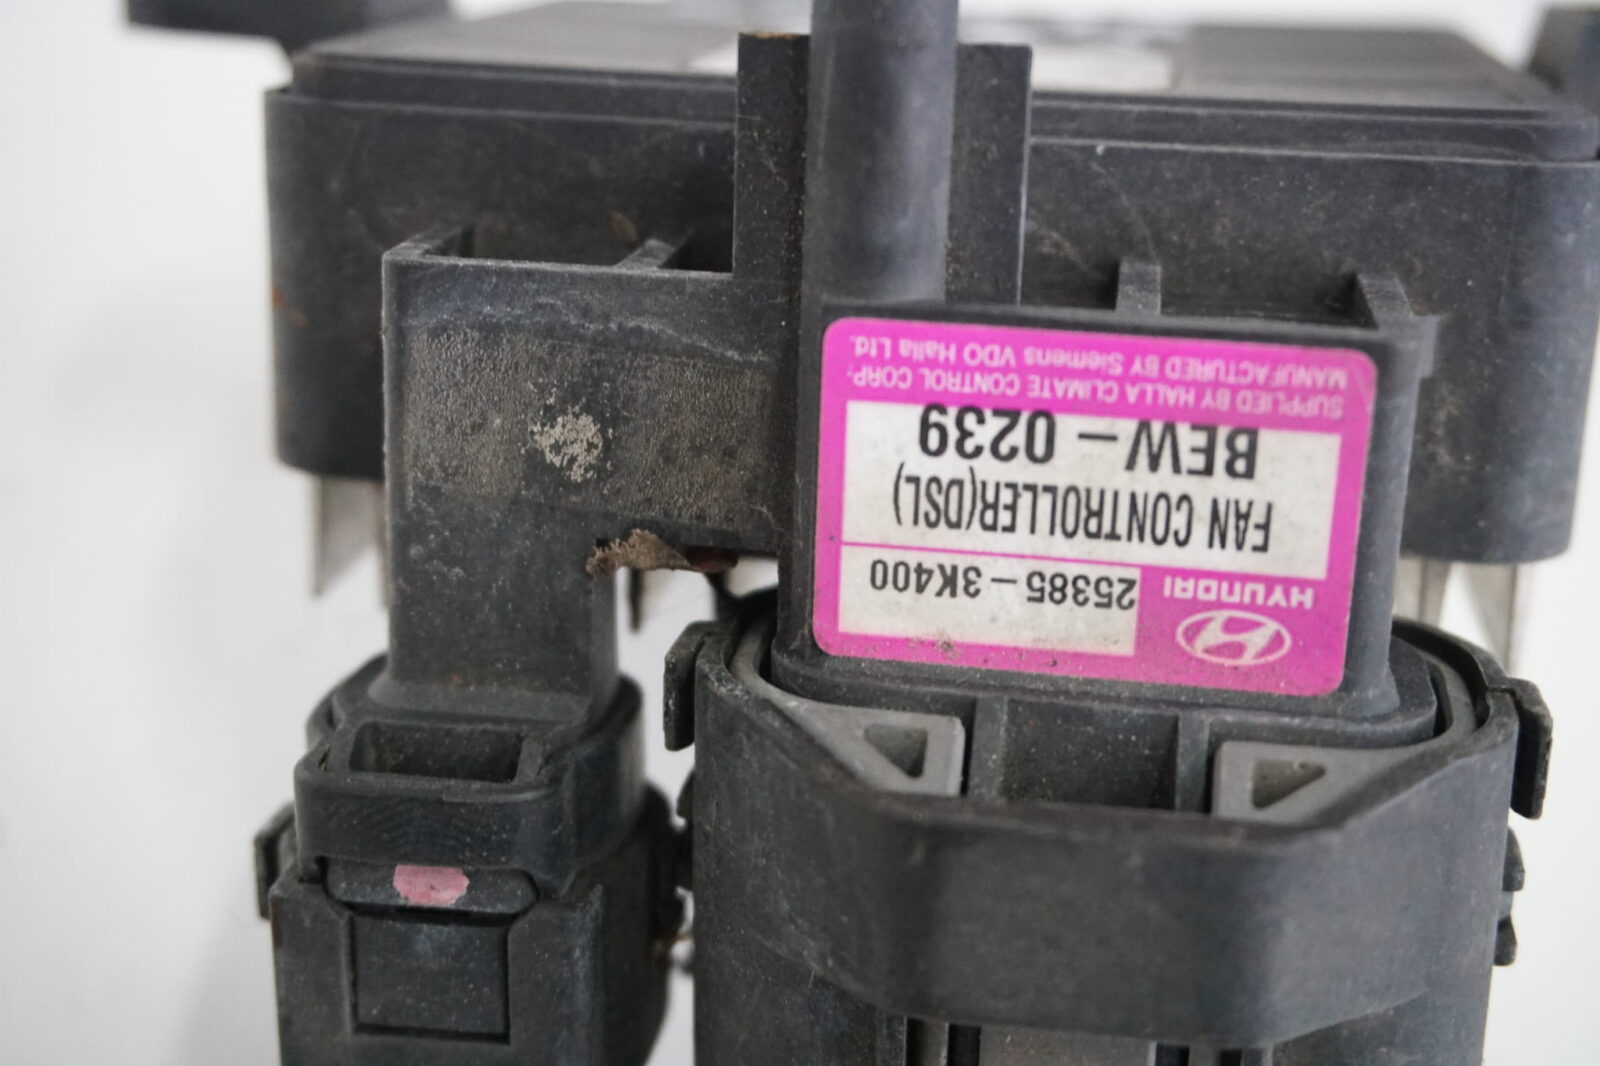 HYUNDAI
25385-3K400
FAN CONTROLLER(DSL)
BEW-0239
SUPPLIED BY HALLA CLIMATE CONTROL CORP.
MANUFACTURED BY Siemens VDO Halla Ltd.